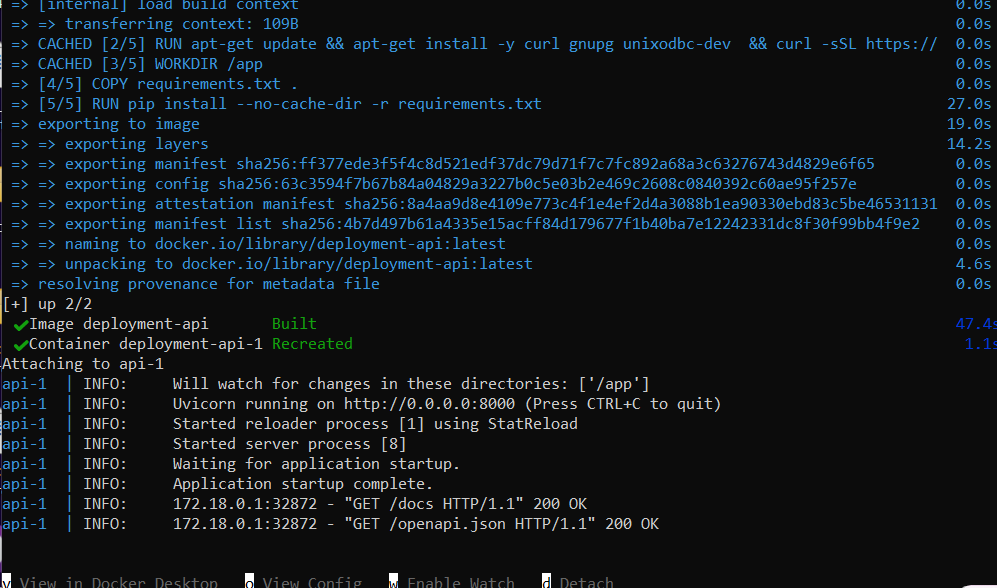 => [internal] load build context 0.0s
=> => transferring context: 109B 0.0s
=> CACHED [2/5] RUN apt-get update && apt-get install -y curl gnupg unixodbc-dev  && curl -sSL https:// 0.0s
=> CACHED [3/5] WORKDIR /app 0.0s
=> [4/5] COPY requirements.txt . 0.0s
=> [5/5] RUN pip install --no-cache-dir -r requirements.txt 27.0s
=> exporting to image 19.0s
=> => exporting layers 14.2s
=> => exporting manifest sha256:ff377ede3f5f4c8d521edf37dc79d71f7c7fc892a68a3c63276743d4829e6f65 0.0s
=> => exporting config sha256:63c3594f7b67b84a04829a3227b0c5e03b2e469c2608c0840392c60ae95f257e 0.0s
=> => exporting attestation manifest sha256:8a4aa9d8e4109e773c4f1e4ef2d4a3088b1ea90330ebd83c5be46531131 0.0s
=> => exporting manifest list sha256:4b7d497b61a4335e15acff84d179677f1b40ba7e12242331dc8f30f99bb4f9e2 0.0s
=> => naming to docker.io/library/deployment-api:latest 0.0s
=> => unpacking to docker.io/library/deployment-api:latest 4.6s
=> resolving provenance for metadata file 0.0s
[+] up 2/2
✔Image deployment-api Built 47.4s
✔Container deployment-api-1 Recreated 1.1s
Attaching to api-1
api-1 | INFO: Will watch for changes in these directories: ['/app']
api-1 | INFO: Uvicorn running on http://0.0.0.0:8000 (Press CTRL+C to quit)
api-1 | INFO: Started reloader process [1] using StatReload
api-1 | INFO: Started server process [8]
api-1 | INFO: Waiting for application startup.
api-1 | INFO: Application startup complete.
api-1 | INFO: 172.18.0.1:32872 - "GET /docs HTTP/1.1" 200 OK
api-1 | INFO: 172.18.0.1:32872 - "GET /openapi.json HTTP/1.1" 200 OK
v View in Docker Desktop o View Config w Enable Watch d Detach